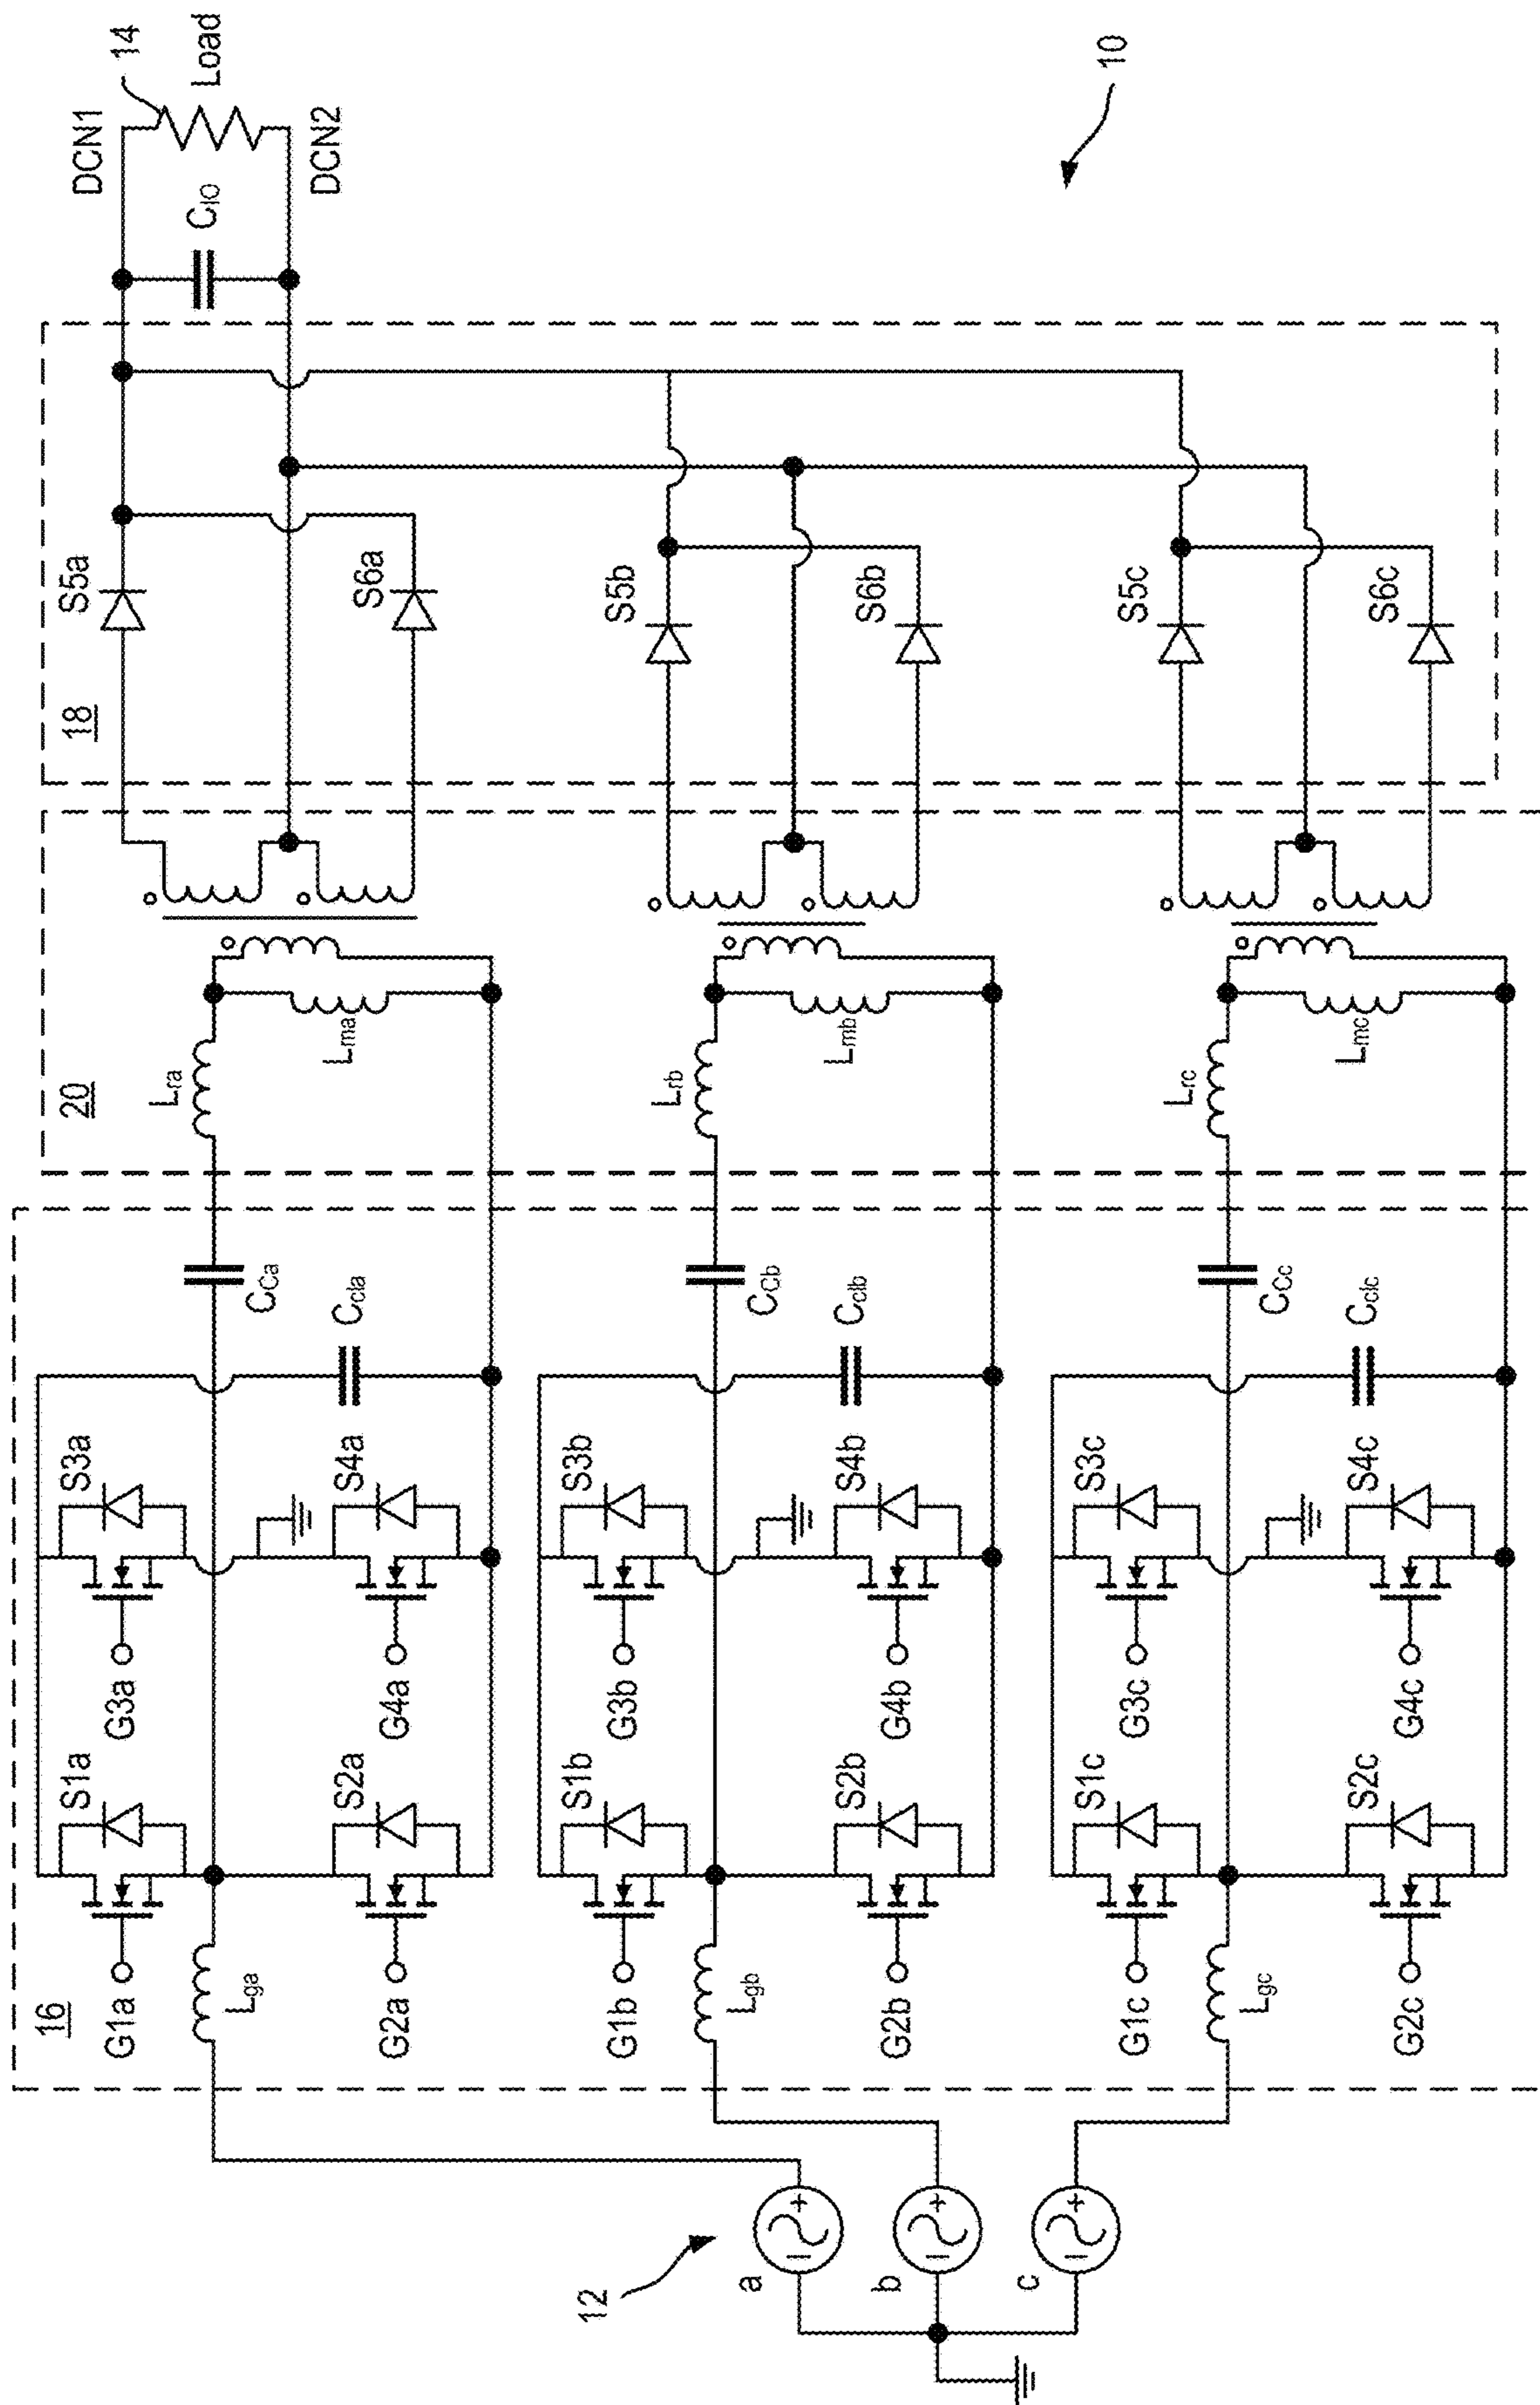 16
20
18
G1a
S1a
G3a
S3a
C_Ca
L_ra
S5a
DCN1
14
Load
L_ga
C_cla
L_ma
C_IO
G2a
S2a
G4a
S4a
S6a
DCN2
G1b
S1b
G3b
S3b
C_Cb
L_rb
S5b
L_gb
C_clb
L_mb
G2b
S2b
G4b
S4b
S6b
12
a
b
c
G1c
S1c
G3c
S3c
C_Cc
L_rc
S5c
10
L_gc
C_clc
L_mc
G2c
S2c
G4c
S4c
S6c